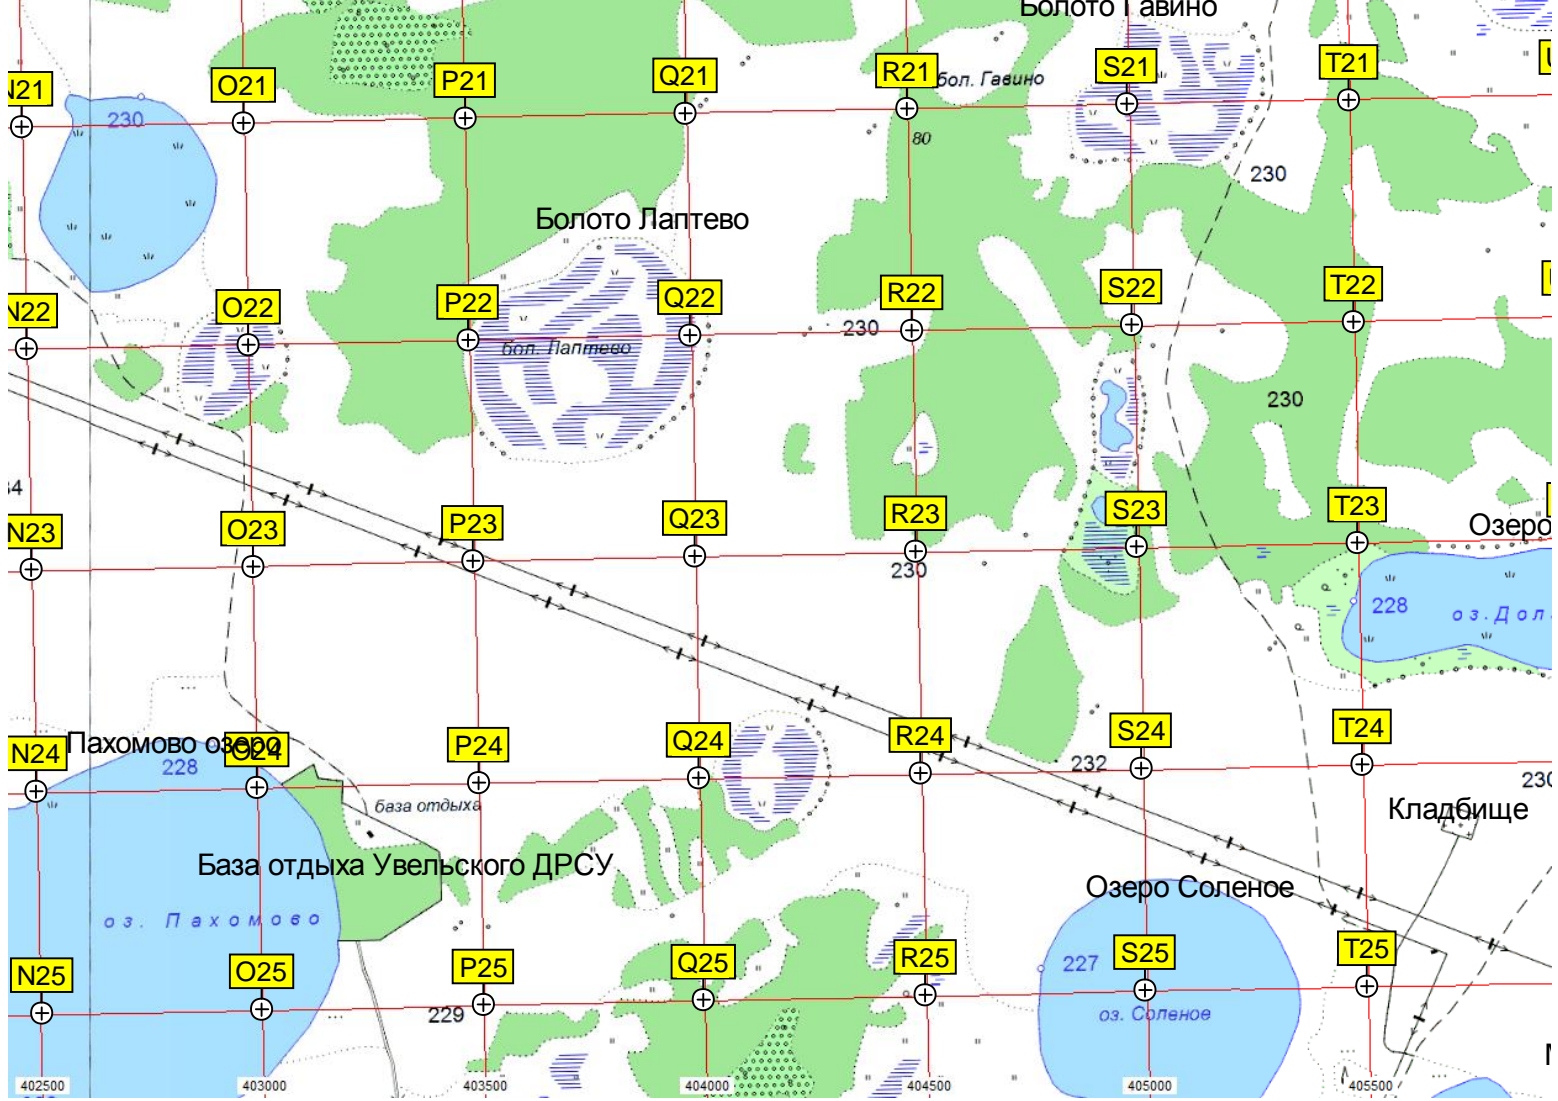 Болото Гавино
N21
O21
P21
Q21
R21
бол. Гавино
S21
T21
230
80
230
Болото Лаптево
N22
O22
P22
Q22
R22
S22
T22
230
бол. Лаптево
230
N23
O23
P23
Q23
R23
S23
T23
Озеро
230
228
оз. Дол
N24
Пахомово озеро
O24
P24
Q24
R24
S24
T24
228
232
230
база отдыха
Кладбище
База отдыха Увельского ДРСУ
Озеро Соленое
оз. Пахомово
N25
O25
P25
Q25
R25
227
S25
T25
229
оз. Соленое
402500
403000
403500
404000
404500
405000
405500